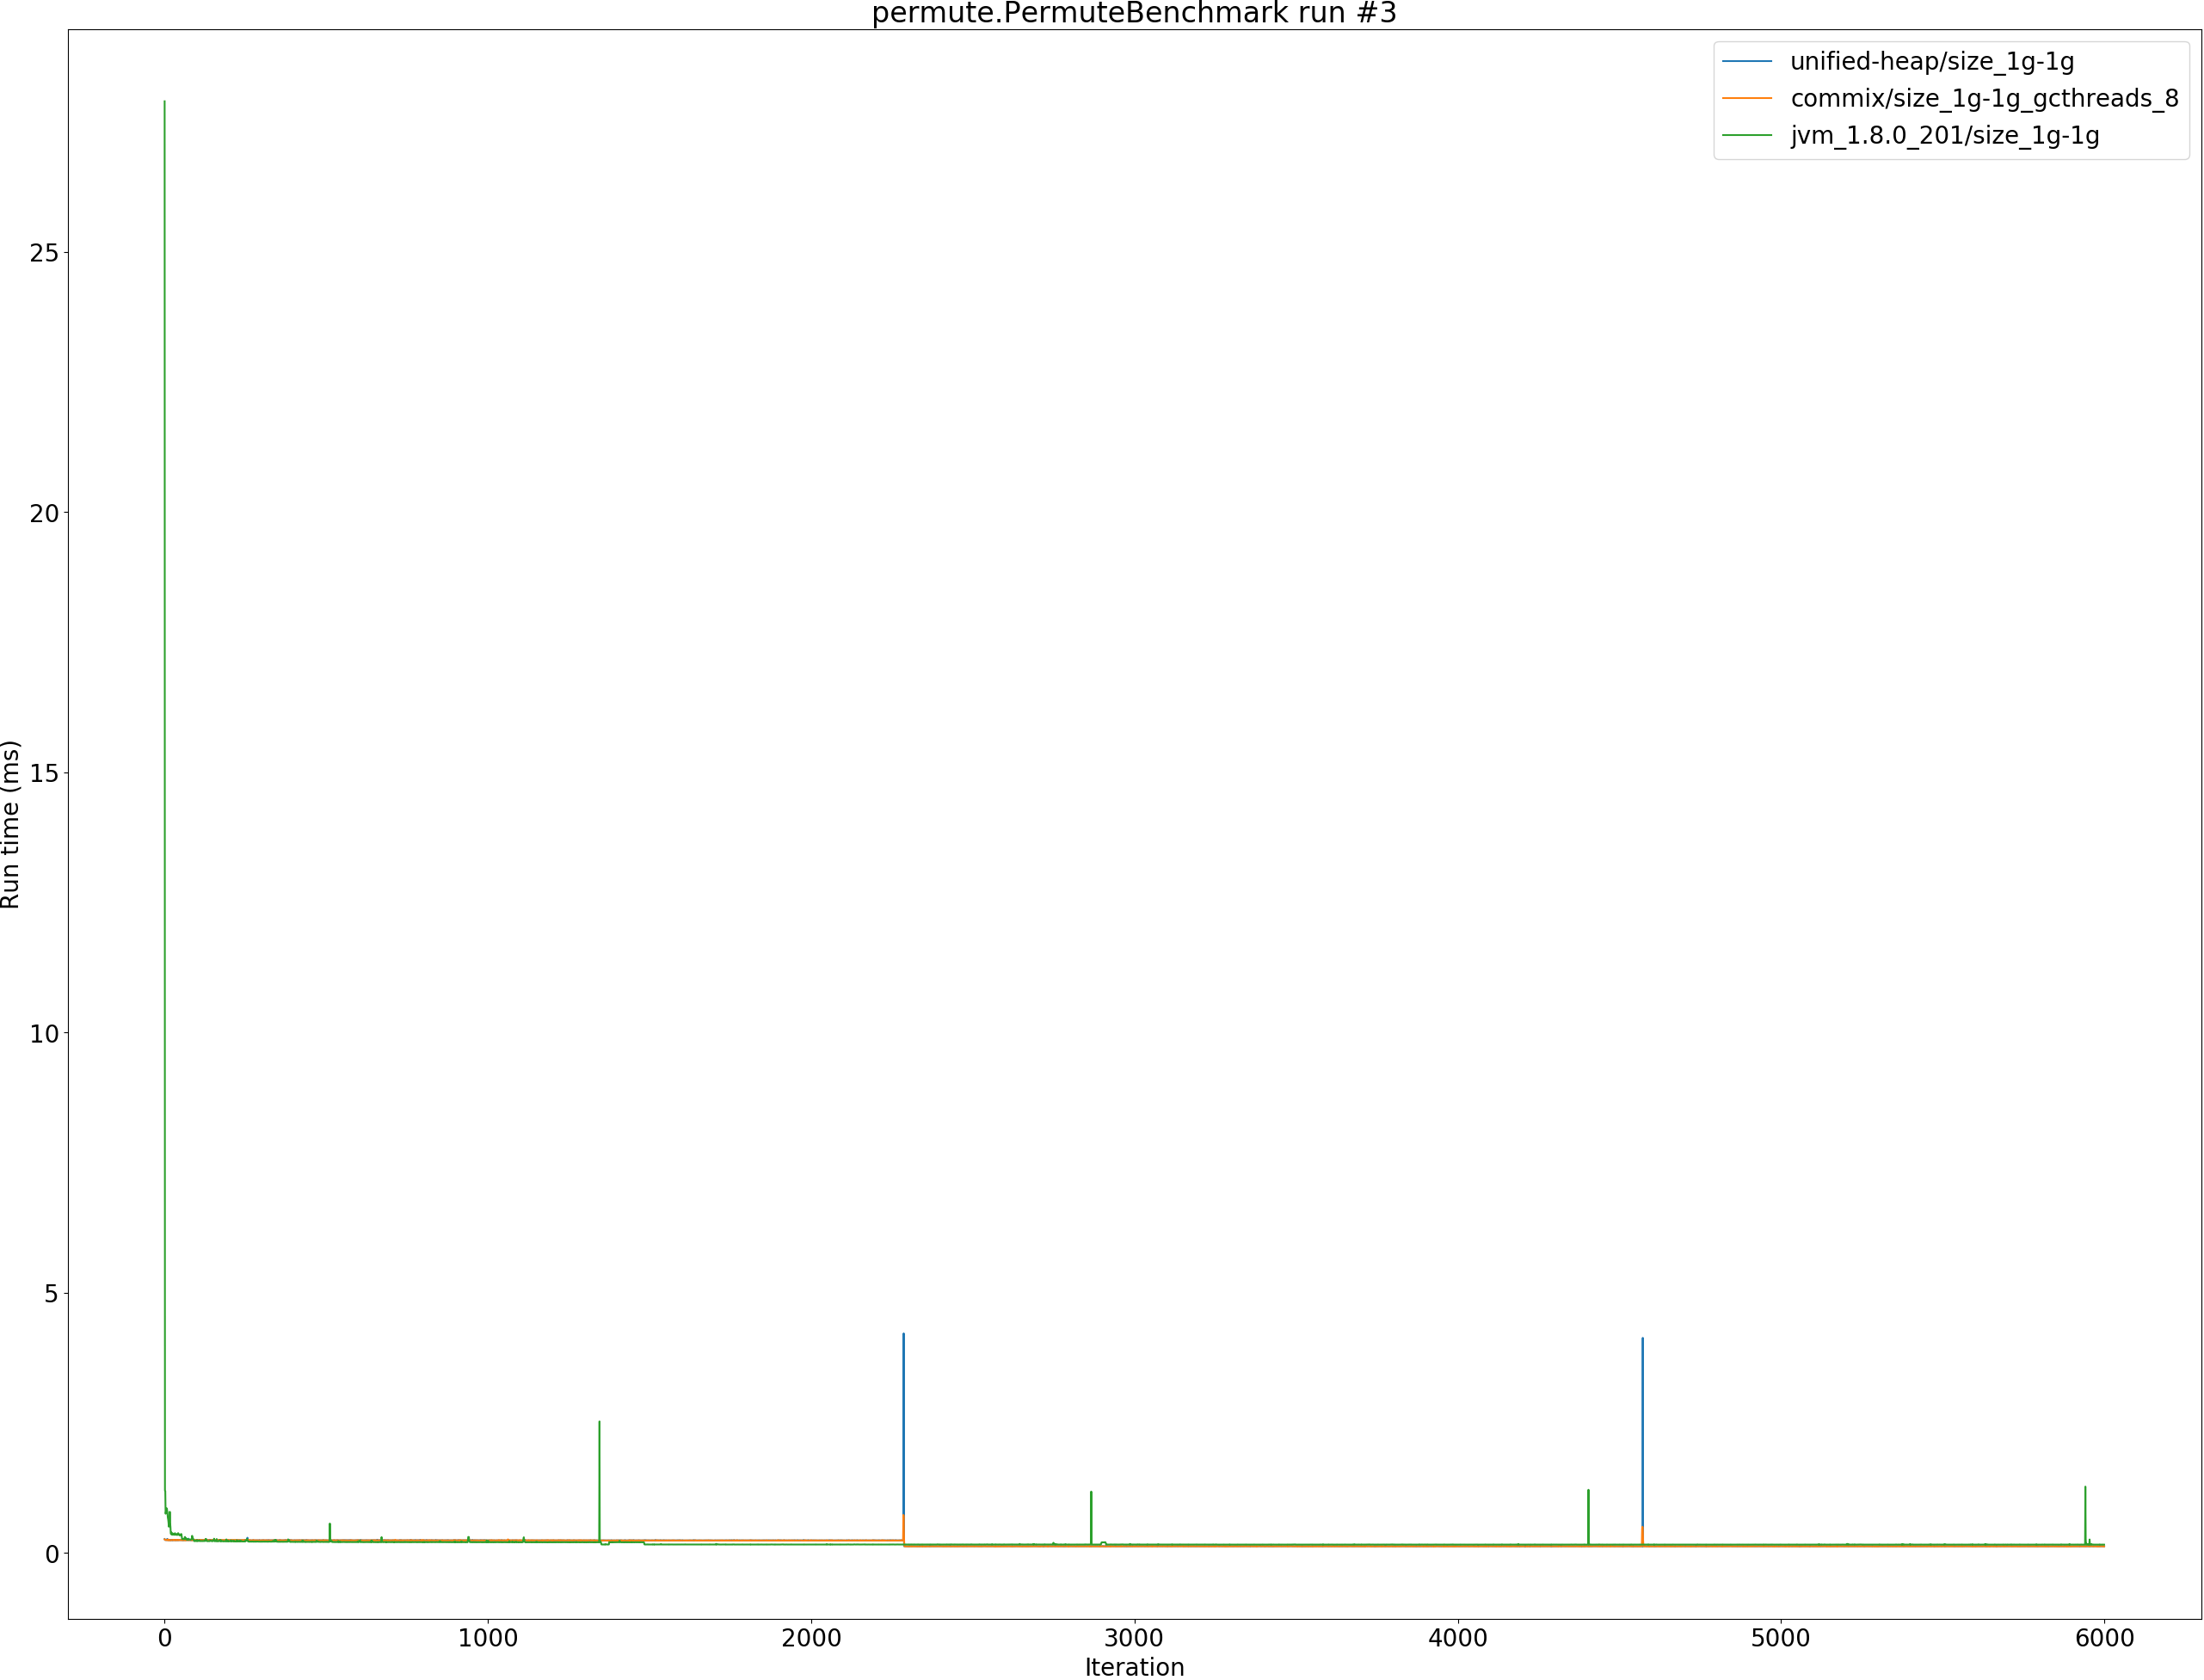 permute.PermuteBenchmark run #3
unified-heap/size_1g-1g
commix/size_1g-1g_gcthreads_8
jvm_1.8.0_201/size_1g-1g
25
20
15
10
5
0
Run time (ms)
0 1000 2000 3000 4000 5000 6000
Iteration